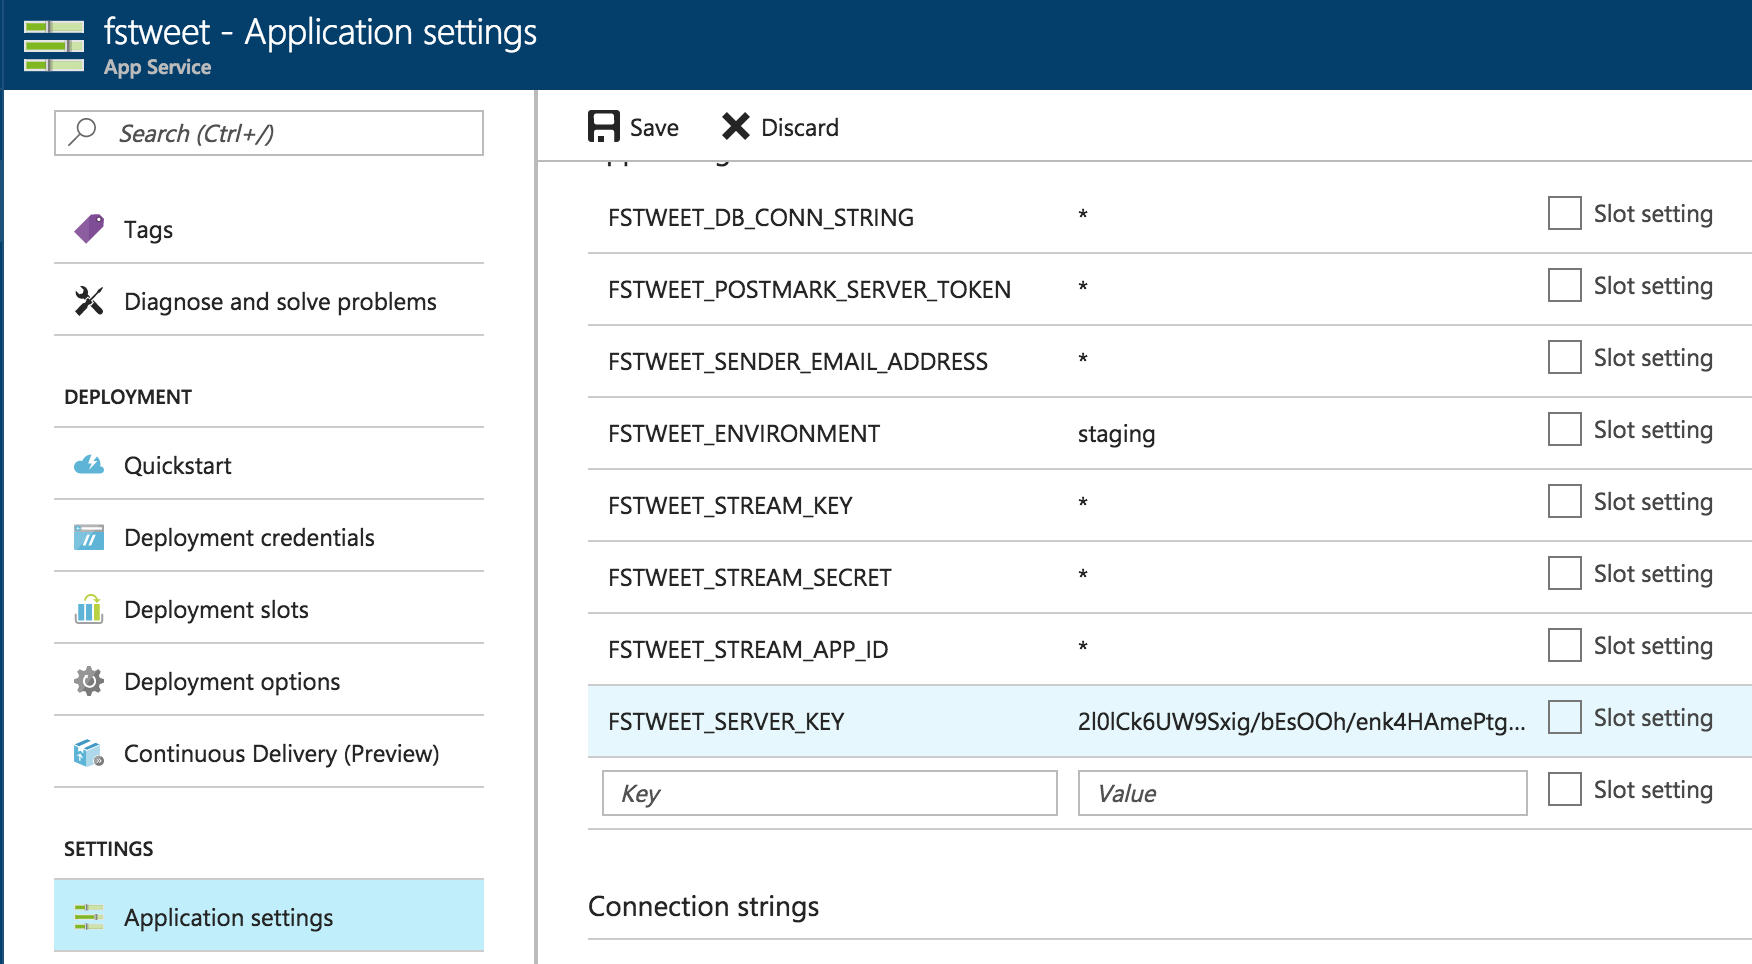 fstweet - Application settings
App Service
Search (Ctrl+/)
Tags
Diagnose and solve problems
DEPLOYMENT
Quickstart
Deployment credentials
Deployment slots
Deployment options
Continuous Delivery (Preview)
SETTINGS
Application settings
Save Discard
FSTWEET_DB_CONN_STRING * Slot setting
FSTWEET_POSTMARK_SERVER_TOKEN * Slot setting
FSTWEET_SENDER_EMAIL_ADDRESS * Slot setting
FSTWEET_ENVIRONMENT staging Slot setting
FSTWEET_STREAM_KEY * Slot setting
FSTWEET_STREAM_SECRET * Slot setting
FSTWEET_STREAM_APP_ID * Slot setting
FSTWEET_SERVER_KEY 2l0lCk6UW9Sxig/bEsOOh/enk4HAmePtg... Slot setting
Key Value Slot setting
Connection strings